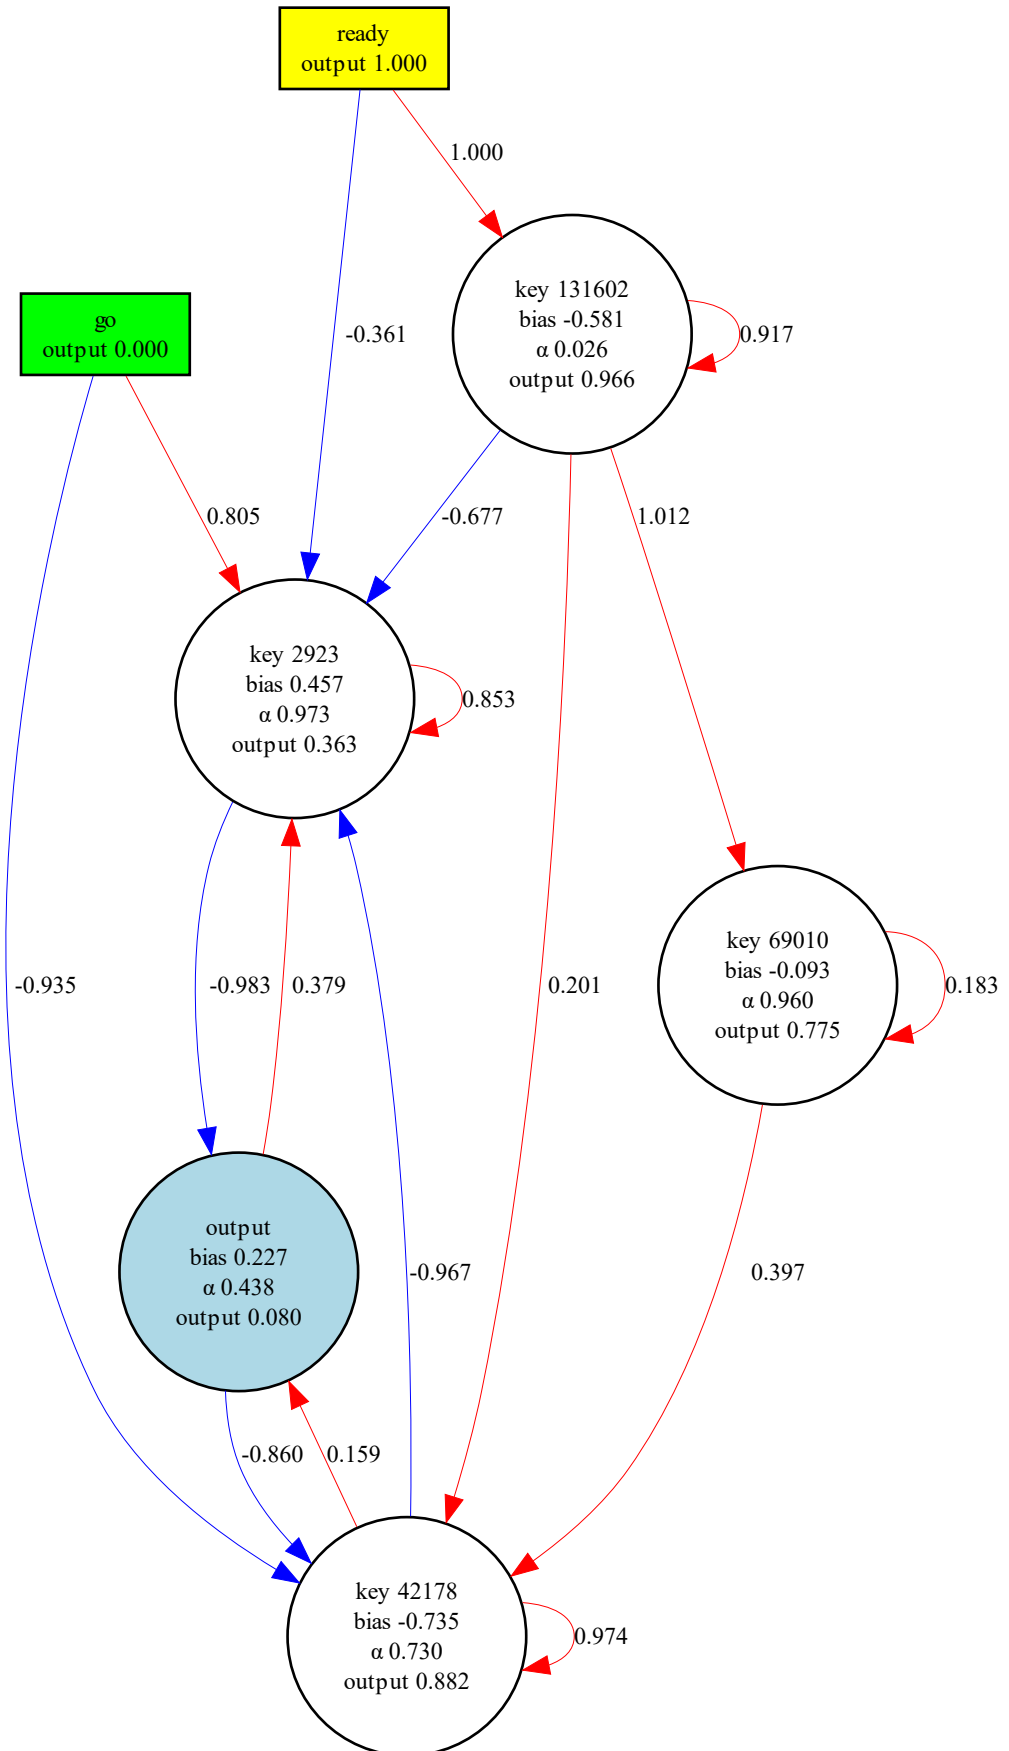 ready
output 1.000
1.000
key 131602
bias -0.581
α 0.026
output 0.966
0.917
-0.361
go
output 0.000
0.805
-0.677
1.012
key 2923
bias 0.457
α 0.973
output 0.363
0.853
key 69010
bias -0.093
α 0.960
output 0.775
0.183
-0.935
-0.983
0.379
0.201
output
bias 0.227
α 0.438
output 0.080
-0.967
0.397
-0.860
0.159
key 42178
bias -0.735
α 0.730
output 0.882
0.974